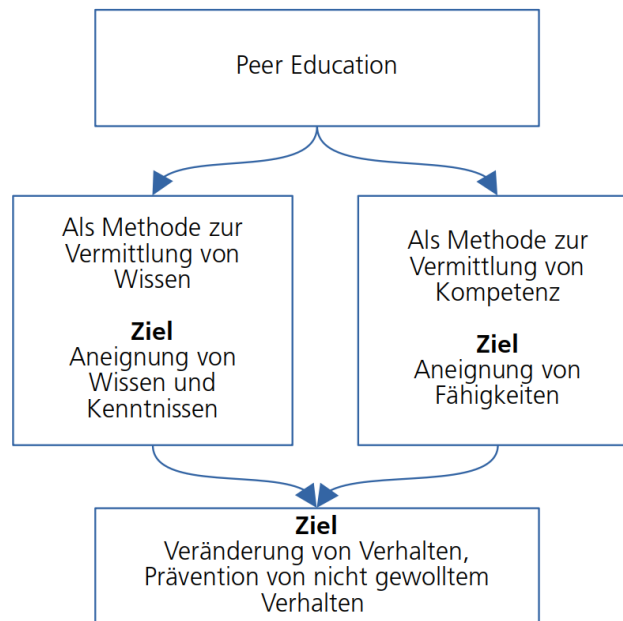 Peer Education
Als Methode zur
Vermittlung von
Wissen
Ziel
Aneignung von
Wissen und
Kenntnissen
Als Methode zur
Vermittlung von
Kompetenz
Ziel
Aneignung von
Fähigkeiten
Ziel
Veränderung von Verhalten,
Prävention von nicht gewolltem
Verhalten